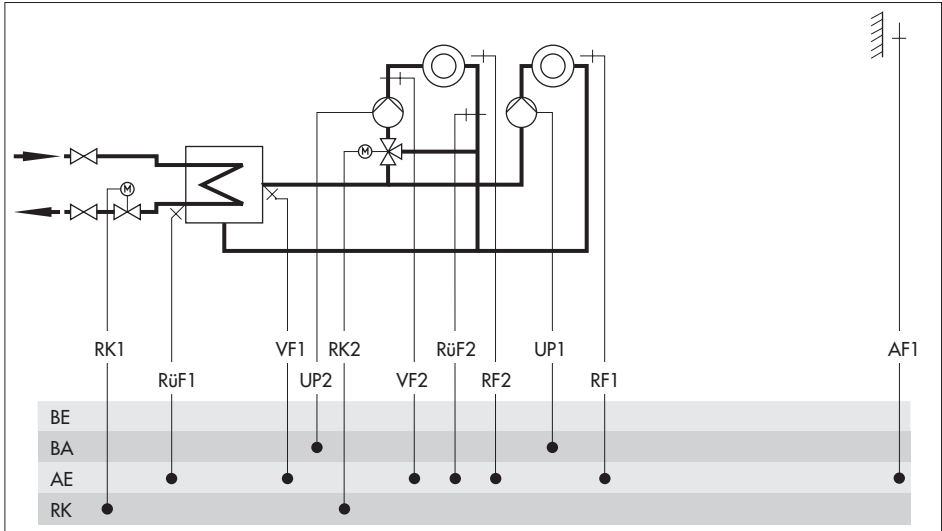 M
M
RK1 VF1 RK2 RüF2 UP1 AF1
RüF1 UP2 VF2 RF2 RF1
BE
BA
AE
RK